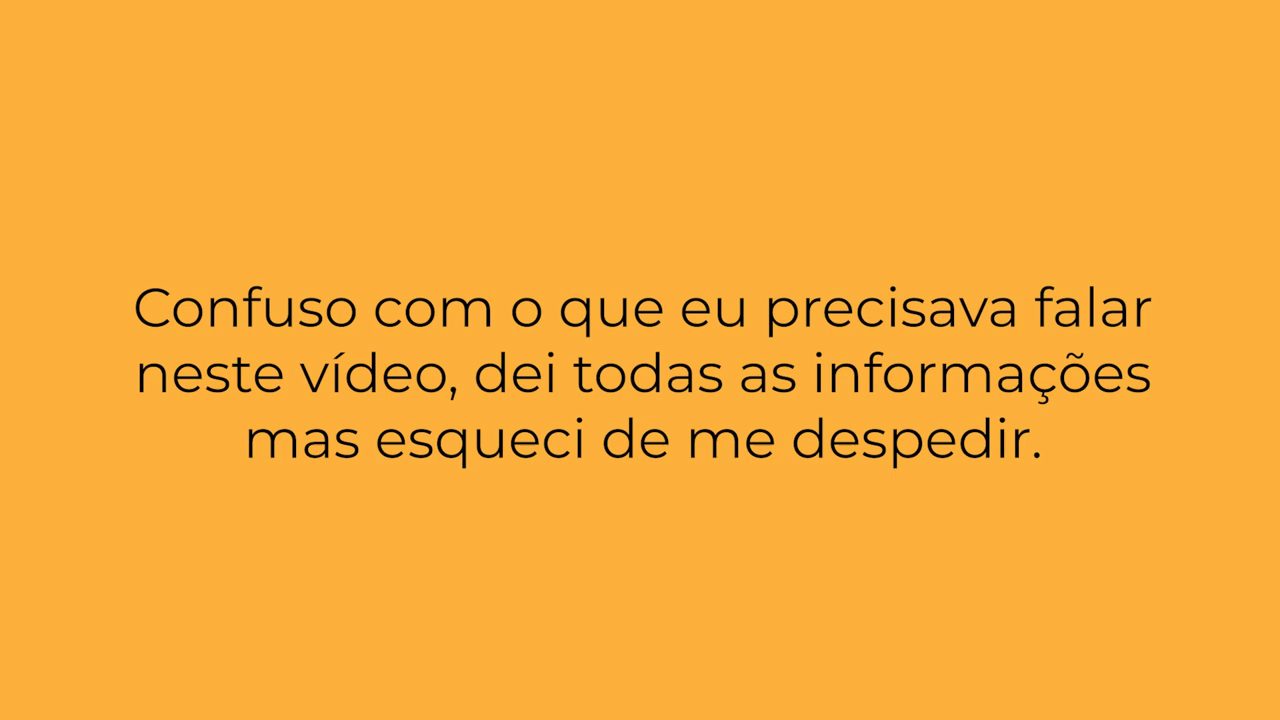 Confuso com o que eu precisava falar
neste vídeo, dei todas as informações
mas esqueci de me despedir.